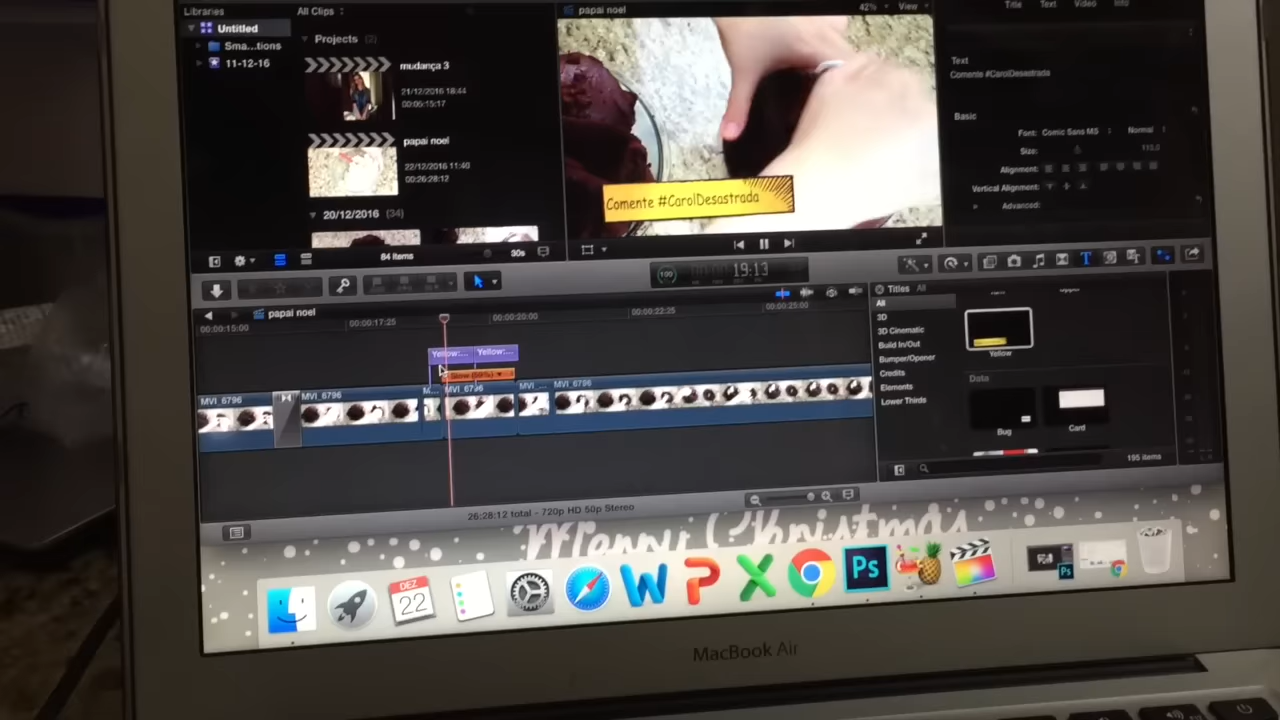 Libraries
All Clips
papai noel
42%
View
Title
Text
Video
Info
Untitled
Sma...tions
11-12-16
Projects (2)
mudança 3
21/12/2016 18:44
00:06:15:17
papai noel
22/12/2016 11:40
00:26:28:12
20/12/2016 (34)
84 items
30s
Comente #CarolDesastrada
Text
Comente #CarolDesastrada
Basic
Font: Comic Sans MS
Normal
Size:
110,0
Alignment:
Vertical Alignment:
Advanced:
100
19:13
papai noel
00:00:15:00
00:00:17:25
00:00:20:00
00:00:22:25
00:00:25:00
Yellow:...
Yellow:...
MVI_6796
MVI_6796
M...
MVI_6796
MVI_...
MVI_6796
26:28:12 total - 720p HD 50p Stereo
Titles
All
All
3D
3D Cinematic
Build In/Out
Bumper/Opener
Credits
Elements
Lower Thirds
Yellow
Data
Bug
Card
195 items
Merry Christmas
DEZ
22
W
P
X
Ps
Ps
MacBook Air